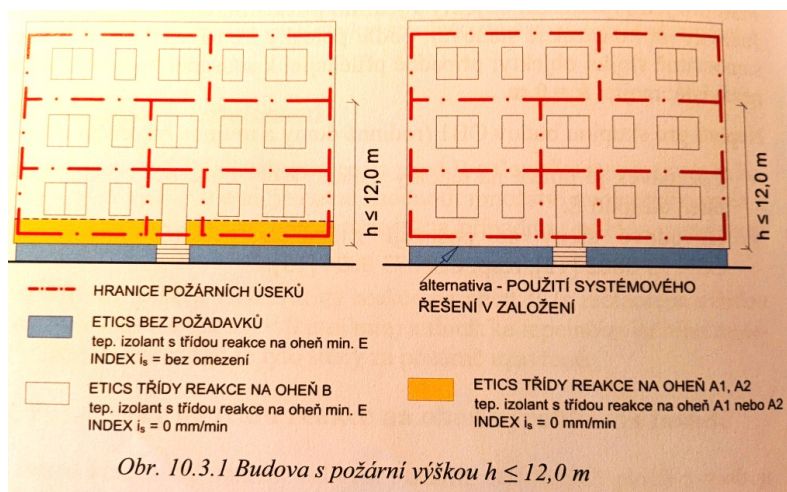 h ≤ 12,0 m
h ≤ 12,0 m
alternativa - POUŽITÍ SYSTÉMOVÉHO
ŘEŠENÍ V ZALOŽENÍ
HRANICE POŽÁRNÍCH ÚSEKŮ
ETICS BEZ POŽADAVKŮ
tep. izolant s třídou reakce na oheň min. E
INDEX iₛ = bez omezení
ETICS TŘÍDY REAKCE NA OHEŇ B
tep. izolant s třídou reakce na oheň min. E
INDEX iₛ = 0 mm/min
ETICS TŘÍDY REAKCE NA OHEŇ A1, A2
tep. izolant s třídou reakce na oheň A1 nebo A2
INDEX iₛ = 0 mm/min
Obr. 10.3.1 Budova s požární výškou h ≤ 12,0 m